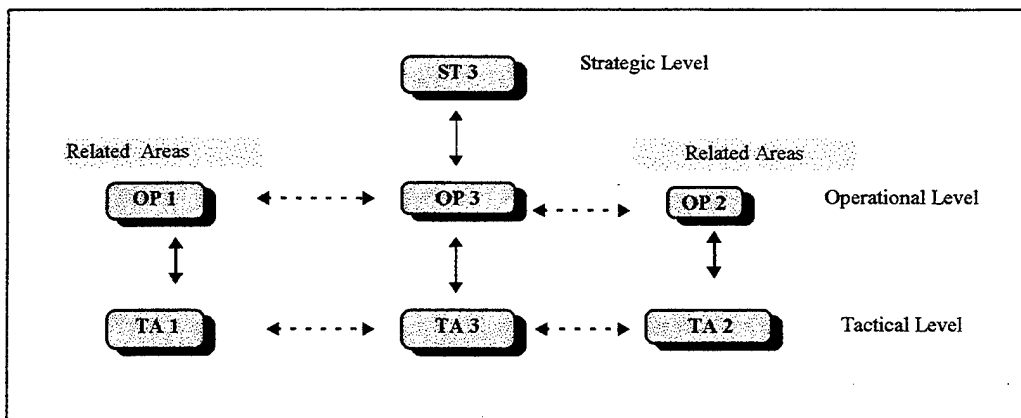 ST 3
Strategic Level
Related Areas
Related Areas
OP 1
OP 3
OP 2
Operational Level
TA 1
TA 3
TA 2
Tactical Level